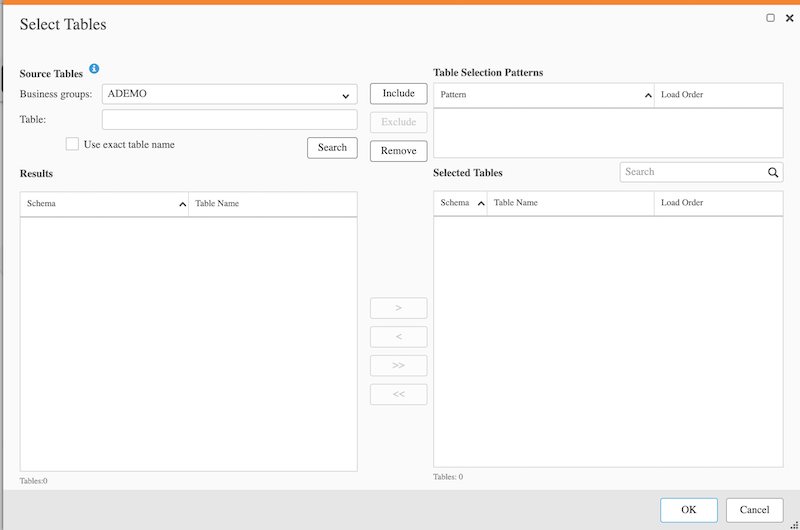 Select Tables
Source Tables
Business groups: ADEMO
Table:
Use exact table name
Search
Include
Exclude
Remove
Table Selection Patterns
Pattern Load Order
Results
Schema Table Name
Tables:0
>
<
>>
<<
Selected Tables Search
Schema Table Name Load Order
Tables: 0
OK Cancel